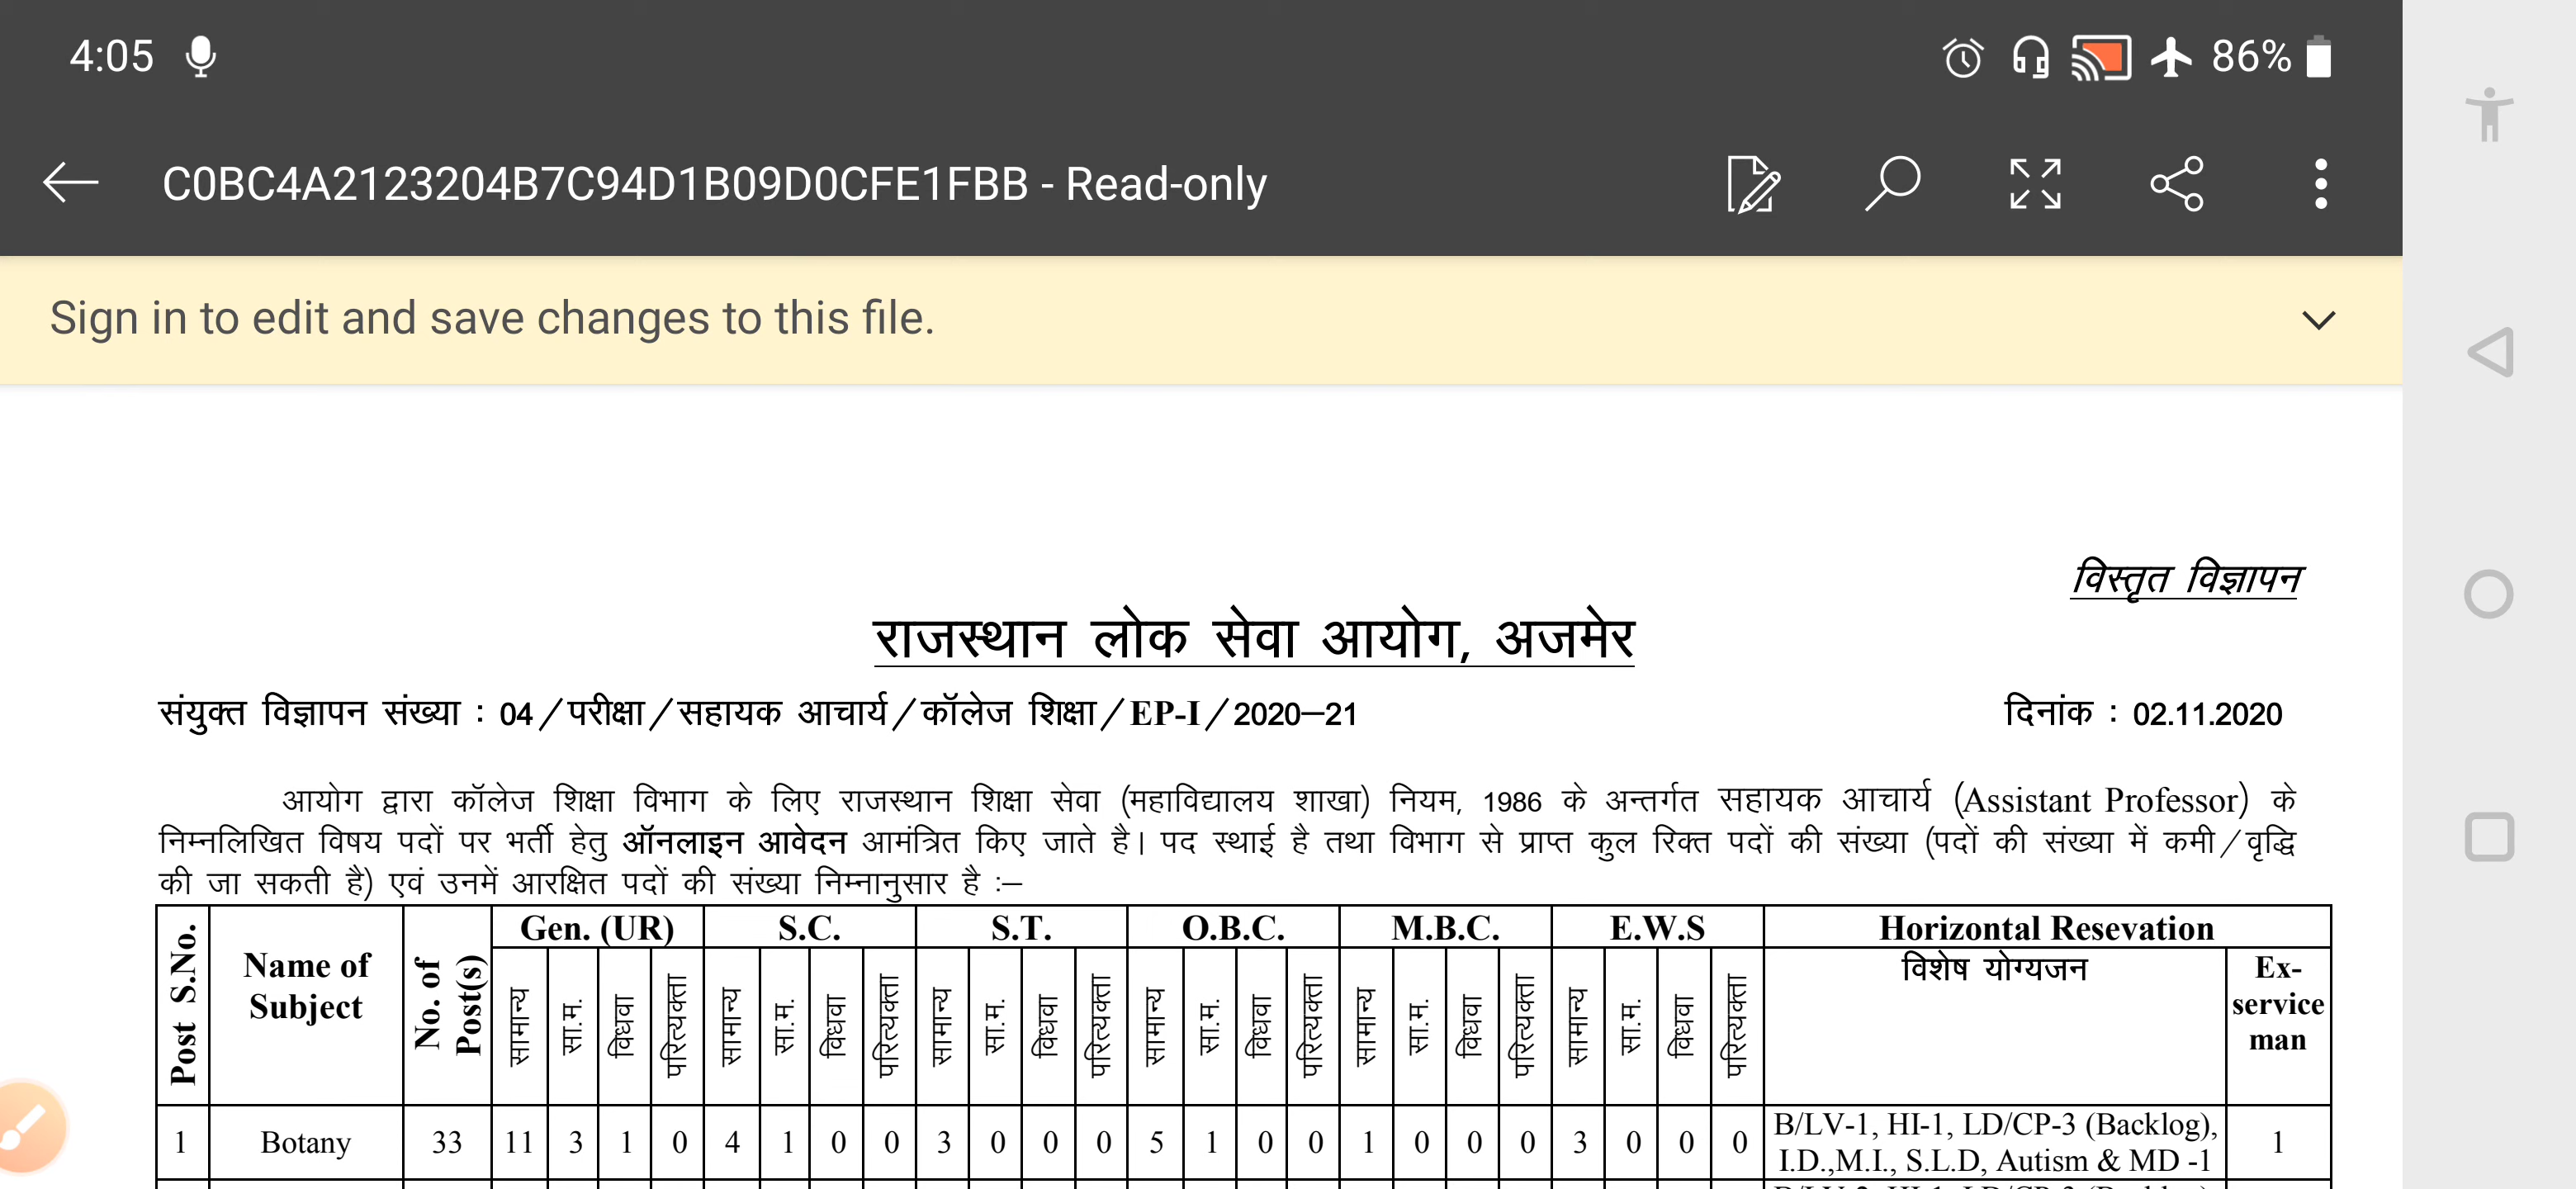 4:05 86%
C0BC4A2123204B7C94D1B09D0CFE1FBB - Read-only
Sign in to edit and save changes to this file.
विस्तृत विज्ञापन
राजस्थान लोक सेवा आयोग, अजमेर
संयुक्त विज्ञापन संख्या : 04/परीक्षा/सहायक आचार्य/कॉलेज शिक्षा/EP-I/2020–21 दिनांक : 02.11.2020
आयोग द्वारा कॉलेज शिक्षा विभाग के लिए राजस्थान शिक्षा सेवा (महाविद्यालय शाखा) नियम, 1986 के अन्तर्गत सहायक आचार्य (Assistant Professor) के
निम्नलिखित विषय पदों पर भर्ती हेतु ऑनलाइन आवेदन आमंत्रित किए जाते है। पद स्थाई है तथा विभाग से प्राप्त कुल रिक्त पदों की संख्या (पदों की संख्या में कमी/वृद्धि
की जा सकती है) एवं उनमें आरक्षित पदों की संख्या निम्नानुसार है :–
Post S.No. Name of Subject No. of Post(s) Gen. (UR) S.C. S.T. O.B.C. M.B.C. E.W.S Horizontal Resevation
सामान्य सा.म. विधवा परित्यक्ता सामान्य सा.म. विधवा परित्यक्ता सामान्य सा.म. विधवा परित्यक्ता सामान्य सा.म. विधवा परित्यक्ता सामान्य सा.म. विधवा परित्यक्ता सामान्य सा.म. विधवा परित्यक्ता विशेष योग्यजन Ex-service man
1 Botany 33 11 3 1 0 4 1 0 0 3 0 0 0 5 1 0 0 1 0 0 0 3 0 0 0 B/LV-1, HI-1, LD/CP-3 (Backlog), I.D.,M.I., S.L.D, Autism & MD -1 1